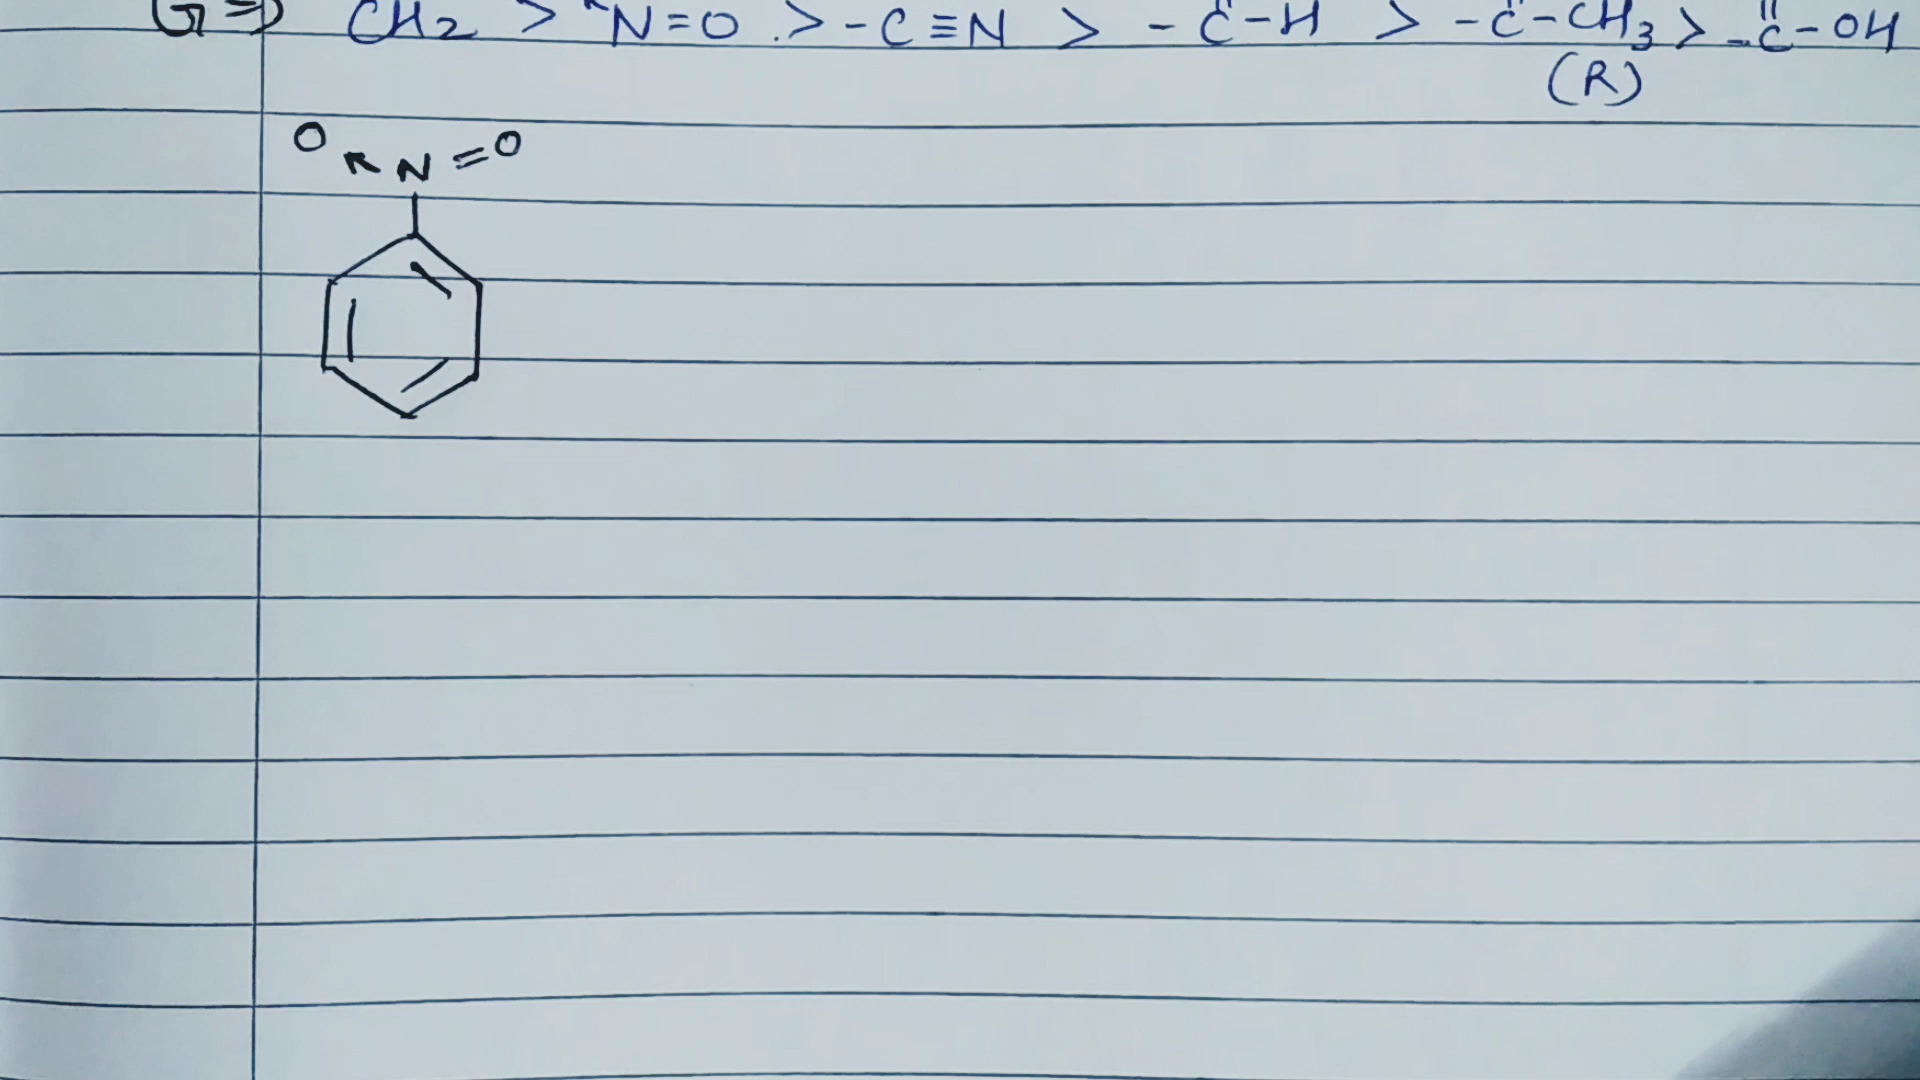 G⇒ CH2 > ↖N=O > -C≡N > -C-H > -C-CH3 > -C-OH
(R)
O ↖ N = O